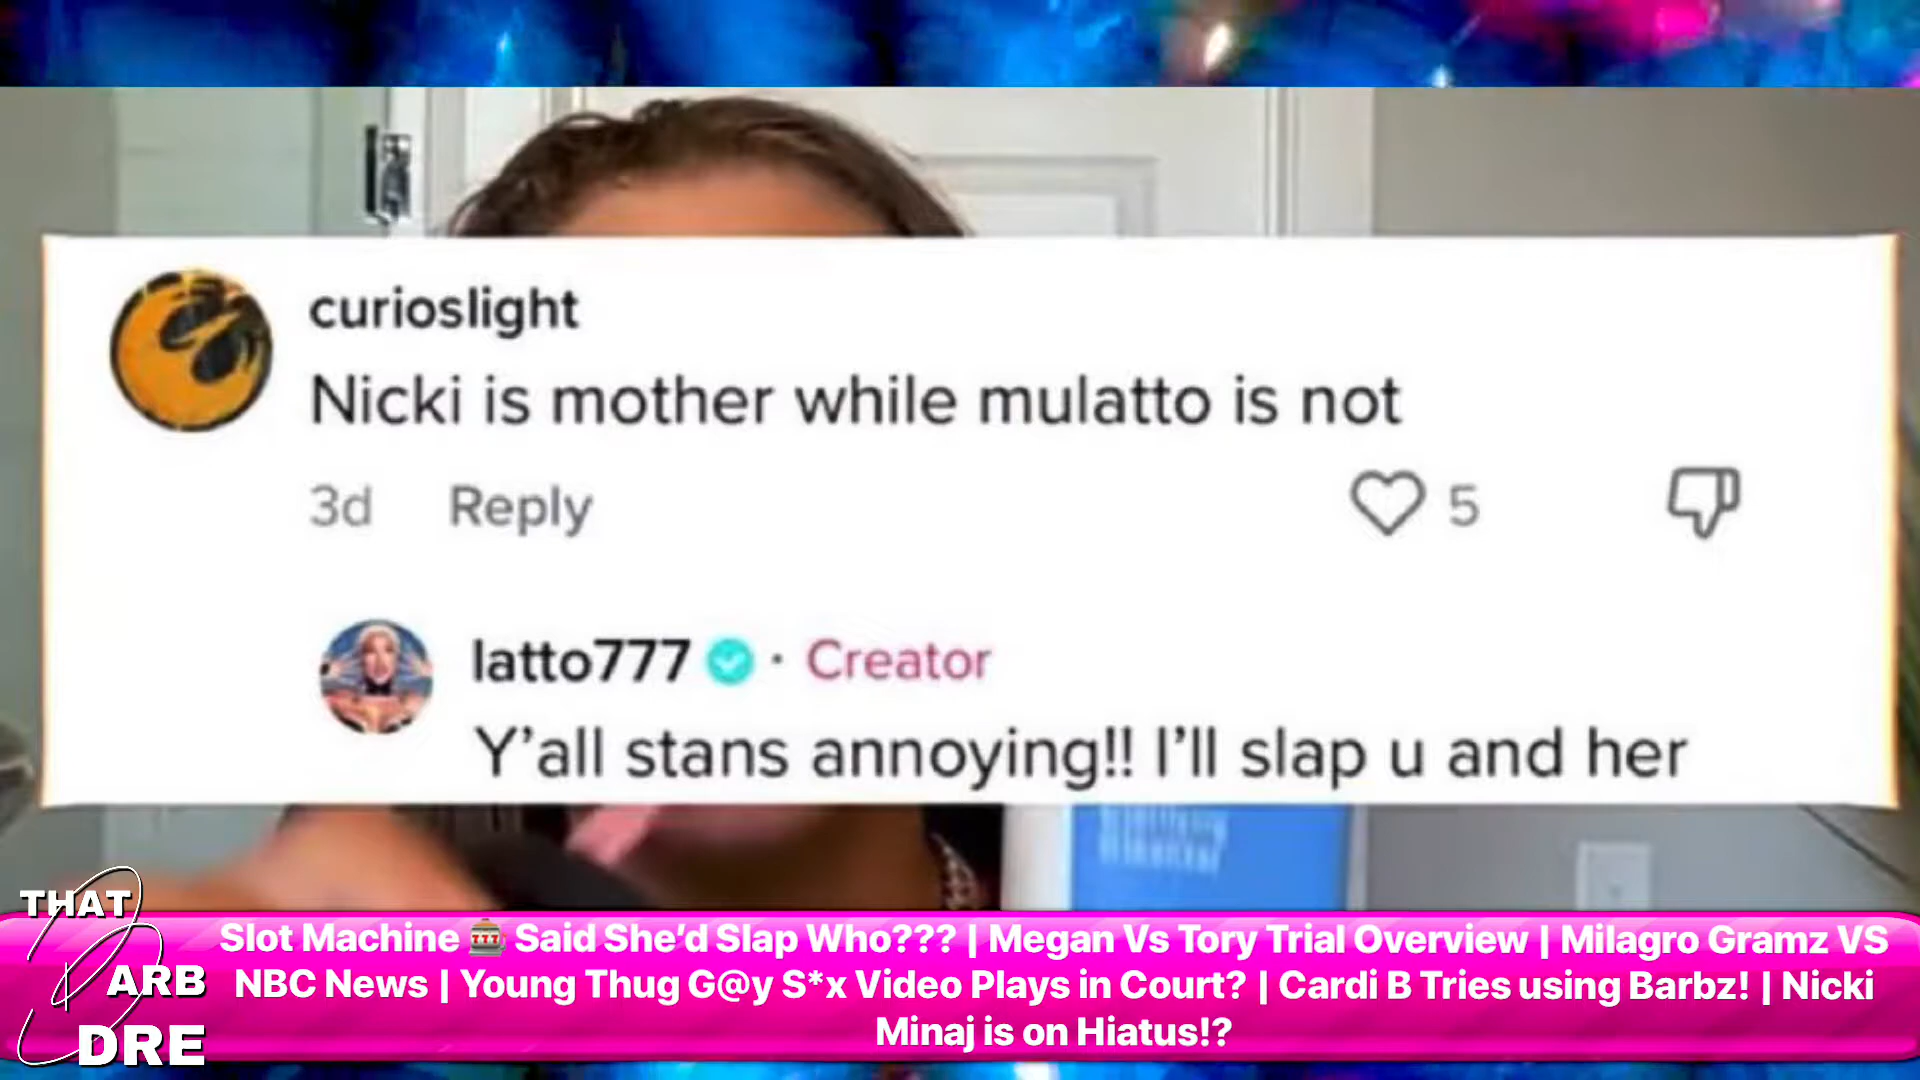 curioslight
Nicki is mother while mulatto is not
3d Reply 5
latto777 · Creator
Y'all stans annoying!! I'll slap u and her
THAT
BARB
DRE
Slot Machine 🎰 Said She'd Slap Who??? | Megan Vs Tory Trial Overview | Milagro Gramz VS
NBC News | Young Thug G@y S*x Video Plays in Court? | Cardi B Tries using Barbz! | Nicki
Minaj is on Hiatus!?